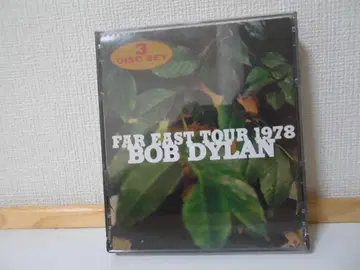 3
DISC SET
FAR EAST TOUR 1978
BOB DYLAN